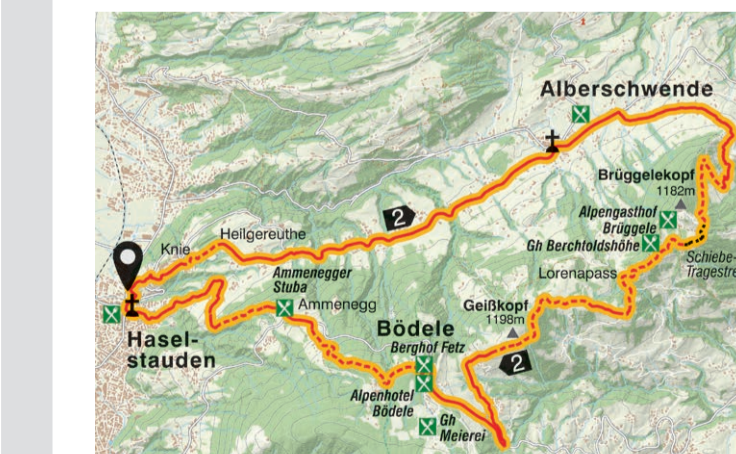 Alberschwende
Brüggelekopf
1182m
Alpengasthof
Brüggele
Gh Berchtoldshöhe
Schiebe-
Lorenapass
2
Heilgereuthe
Knie
Ammenegger
Stuba
Ammenegg
Hasel-
stauden
Geißkopf
1198m
Bödele
Berghof Fetz
2
Alpenhotel
Bödele
Gh
Meierei